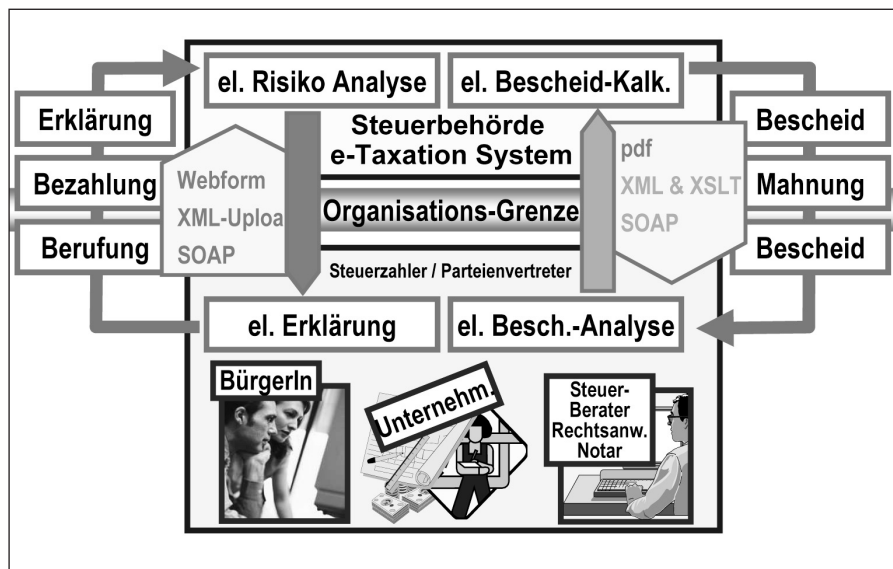 el. Risiko Analyse
el. Bescheid-Kalk.
Erklärung
Bezahlung
Berufung
Webform
XML-Uploa
SOAP
Steuerbehörde
e-Taxation System
Organisations-Grenze
Steuerzahler / Parteienvertreter
pdf
XML & XSLT
SOAP
Bescheid
Mahnung
Bescheid
el. Erklärung
el. Besch.-Analyse
BürgerIn
Unternehm.
Steuer-
Berater
Rechtsanw.
Notar